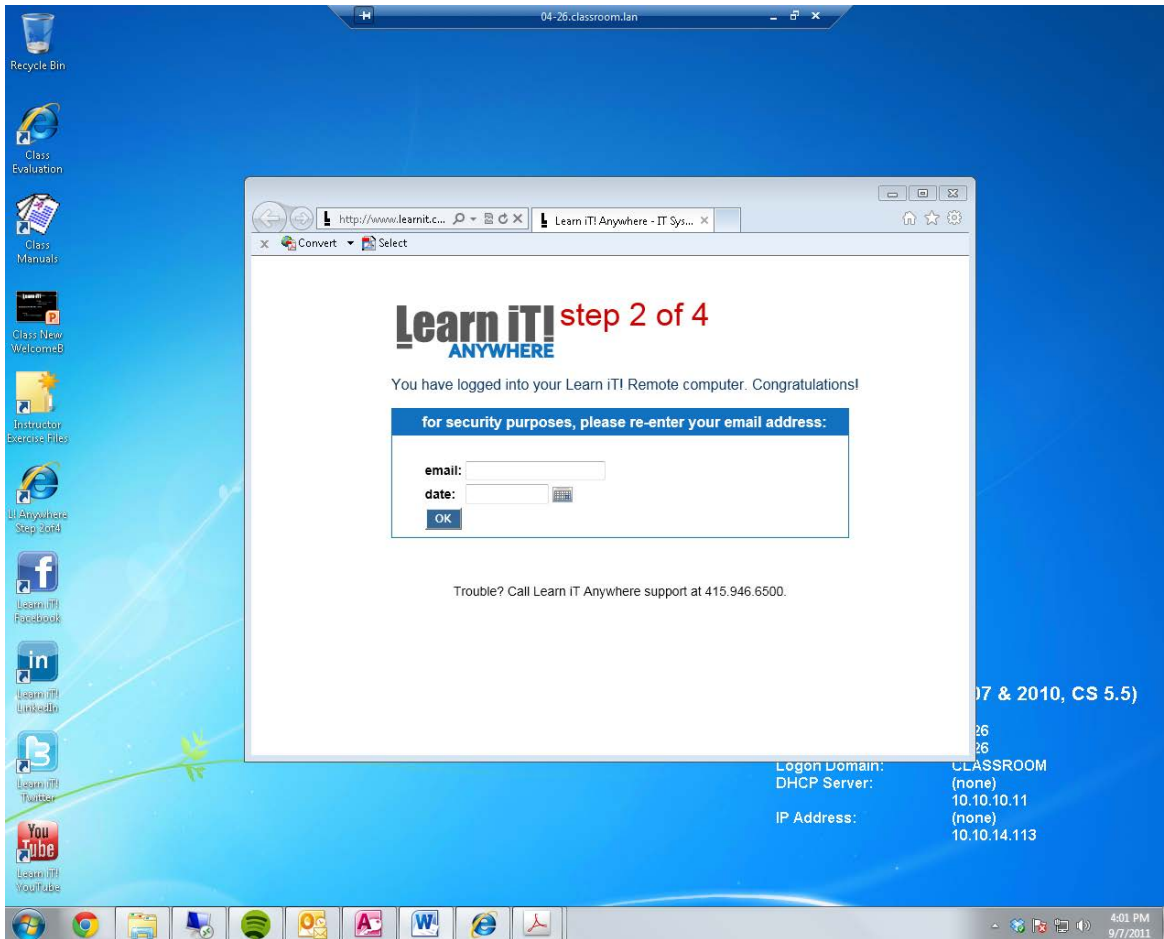 04-26.classroom.lan
Recycle Bin
Class
Evaluation
Class
Manuals
Class New
WelcomeB
Instructor
Exercise Files
LI Anywhere
Step 2of4
Learn iT!
Facebook
in
Learn iT!
LinkedIn
Learn iT!
Twitter
You
Tube
Learn iT!
YouTube
http://www.learnit.c...
Learn iT! Anywhere - IT Sys...
x Convert Select
Learn iT! step 2 of 4
ANYWHERE
You have logged into your Learn iT! Remote computer. Congratulations!
for security purposes, please re-enter your email address:
email:
date:
OK
Trouble? Call Learn iT Anywhere support at 415.946.6500.
07 & 2010, CS 5.5)
26
26
Logon Domain: CLASSROOM
DHCP Server: (none)
10.10.10.11
IP Address: (none)
10.10.14.113
4:01 PM
9/7/2011